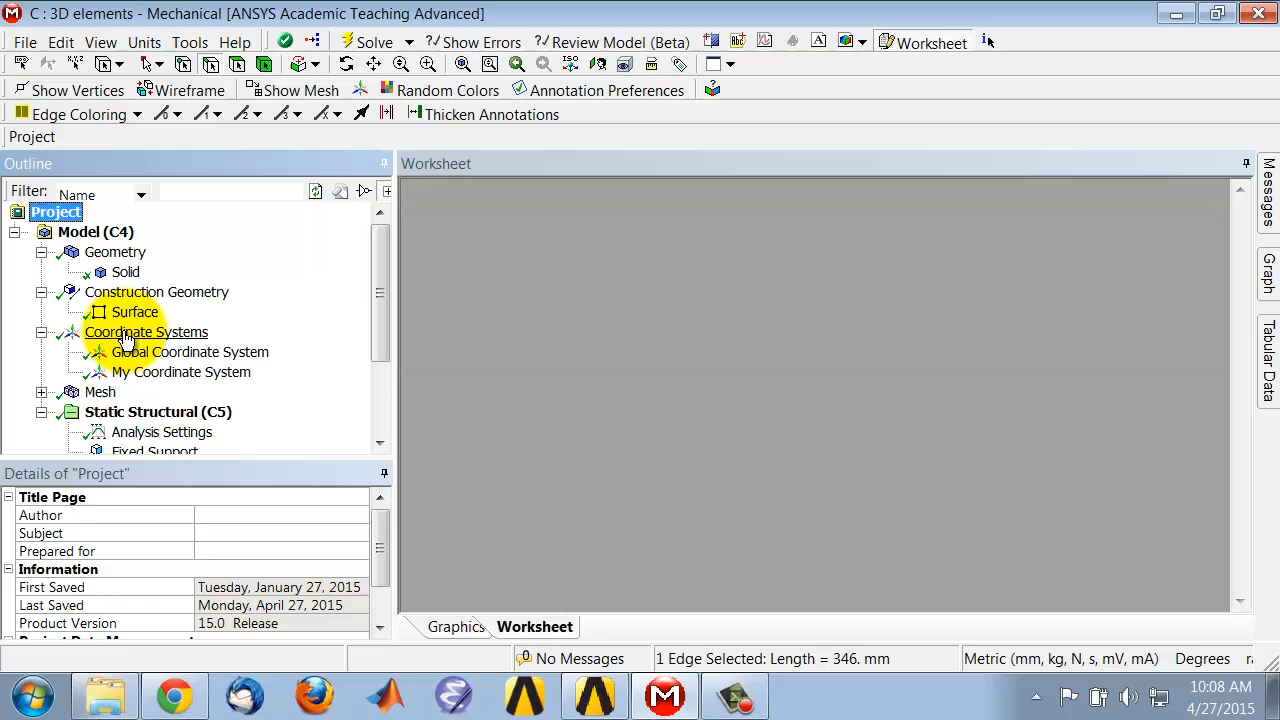 C : 3D elements - Mechanical [ANSYS Academic Teaching Advanced]
File Edit View Units Tools Help Solve Show Errors Review Model (Beta) A Worksheet i
ISO
Show Vertices Wireframe Show Mesh Random Colors Annotation Preferences
Edge Coloring Thicken Annotations
Project
Outline
Worksheet
Filter: Name
Project
Model (C4)
Geometry
Solid
Construction Geometry
Surface
Coordinate Systems
Global Coordinate System
My Coordinate System
Mesh
Static Structural (C5)
Analysis Settings
Fixed Support
Details of "Project"
Title Page
Author
Subject
Prepared for
Information
First Saved Tuesday, January 27, 2015
Last Saved Monday, April 27, 2015
Product Version 15.0 Release
Graphics Worksheet
Messages
Graph
Tabular Data
0 No Messages 1 Edge Selected: Length = 346. mm Metric (mm, kg, N, s, mV, mA) Degrees
10:08 AM
4/27/2015